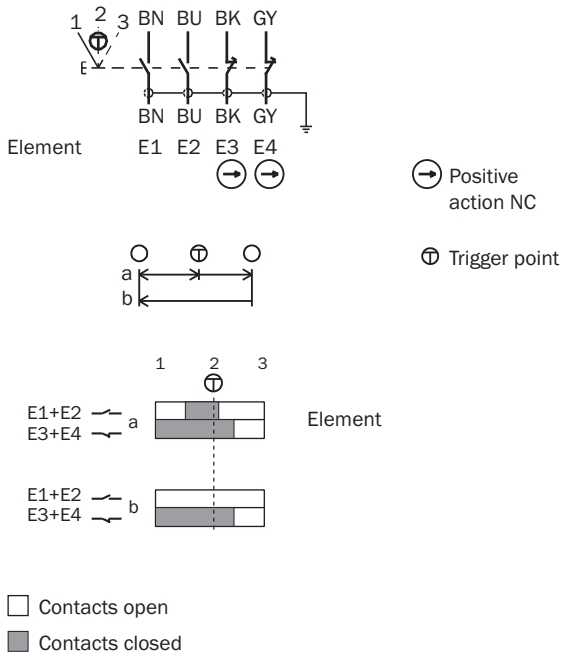 1 2 3 BN BU BK GY
T
E
BN BU BK GY
Element E1 E2 E3 E4
Positive
action NC
T Trigger point
T
a
b
1 2 3
T
E1+E2
E3+E4
a
Element
E1+E2
E3+E4
b
Contacts open
Contacts closed